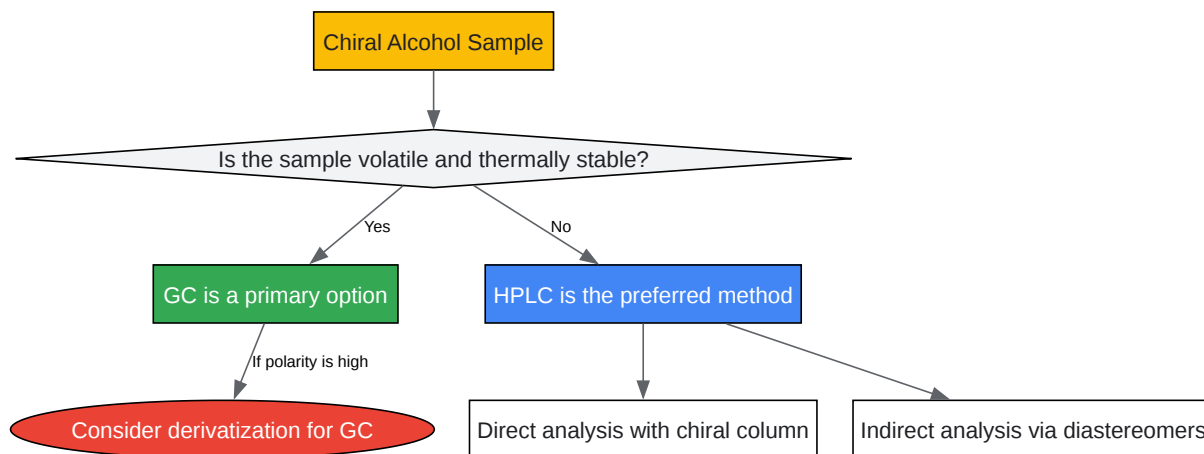 Chiral Alcohol Sample
Is the sample volatile and thermally stable?
Yes
No
GC is a primary option
HPLC is the preferred method
If polarity is high
Consider derivatization for GC
Direct analysis with chiral column
Indirect analysis via diastereomers